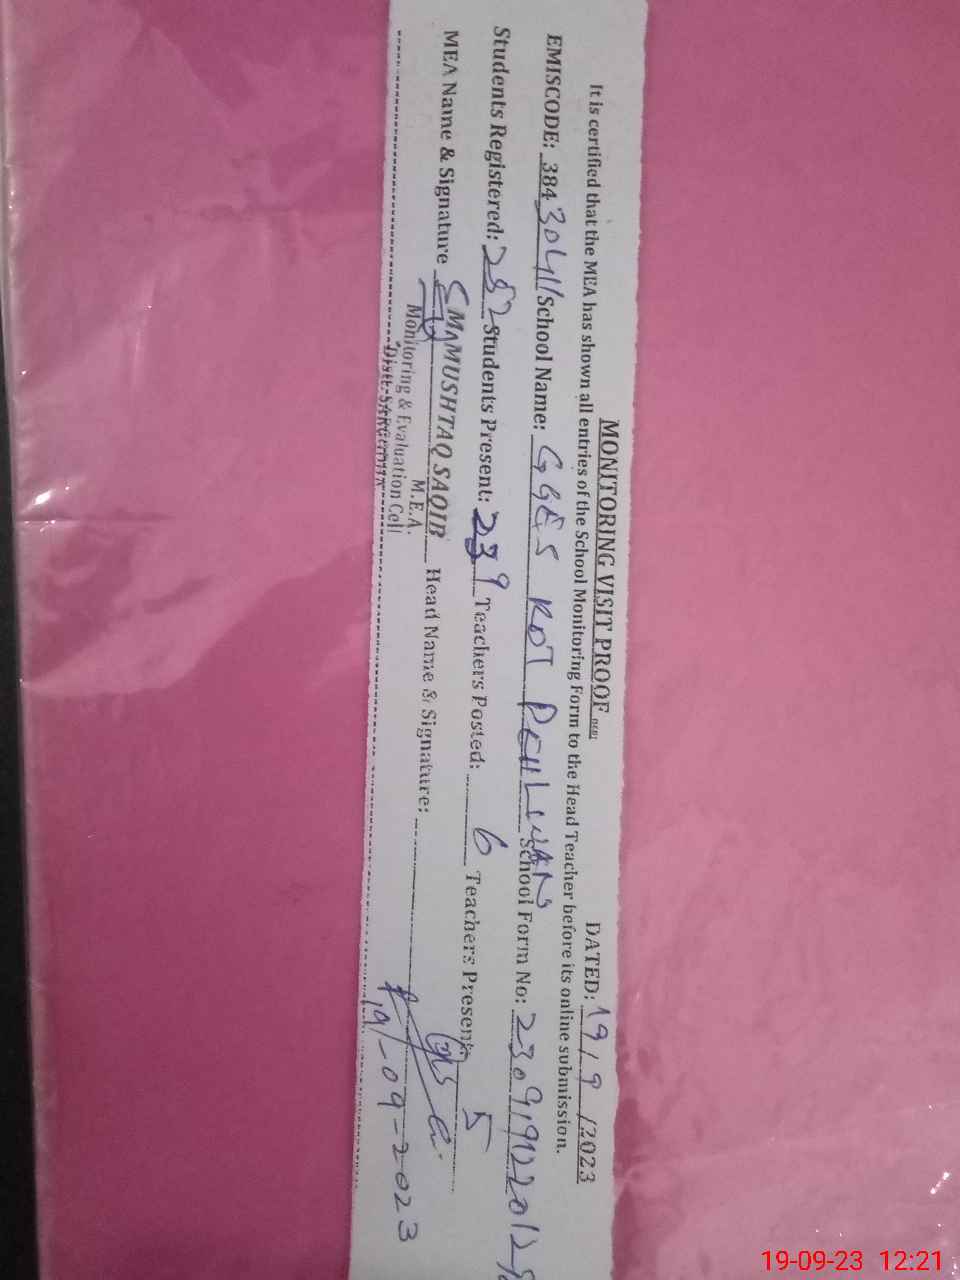 MONITORING VISIT PROOF
DATED: 19/9/2023
It is certified that the MEA has shown all entries of the School Monitoring Form to the Head Teacher before its online submission.
EMISCODE: 38430411 School Name: GGES KOT PEHLWAN School Form No:
Students Registered: 252 Students Present: 239 Teachers Posted: 6 Teachers Present: 5
MEA Name & Signature MUSHTAQ SAQIB Head Name & Signature:
M.E.A.
Monitoring & Evaluation Cell
Distt. SARGODHA
19-09-2023
19-09-23 12:21